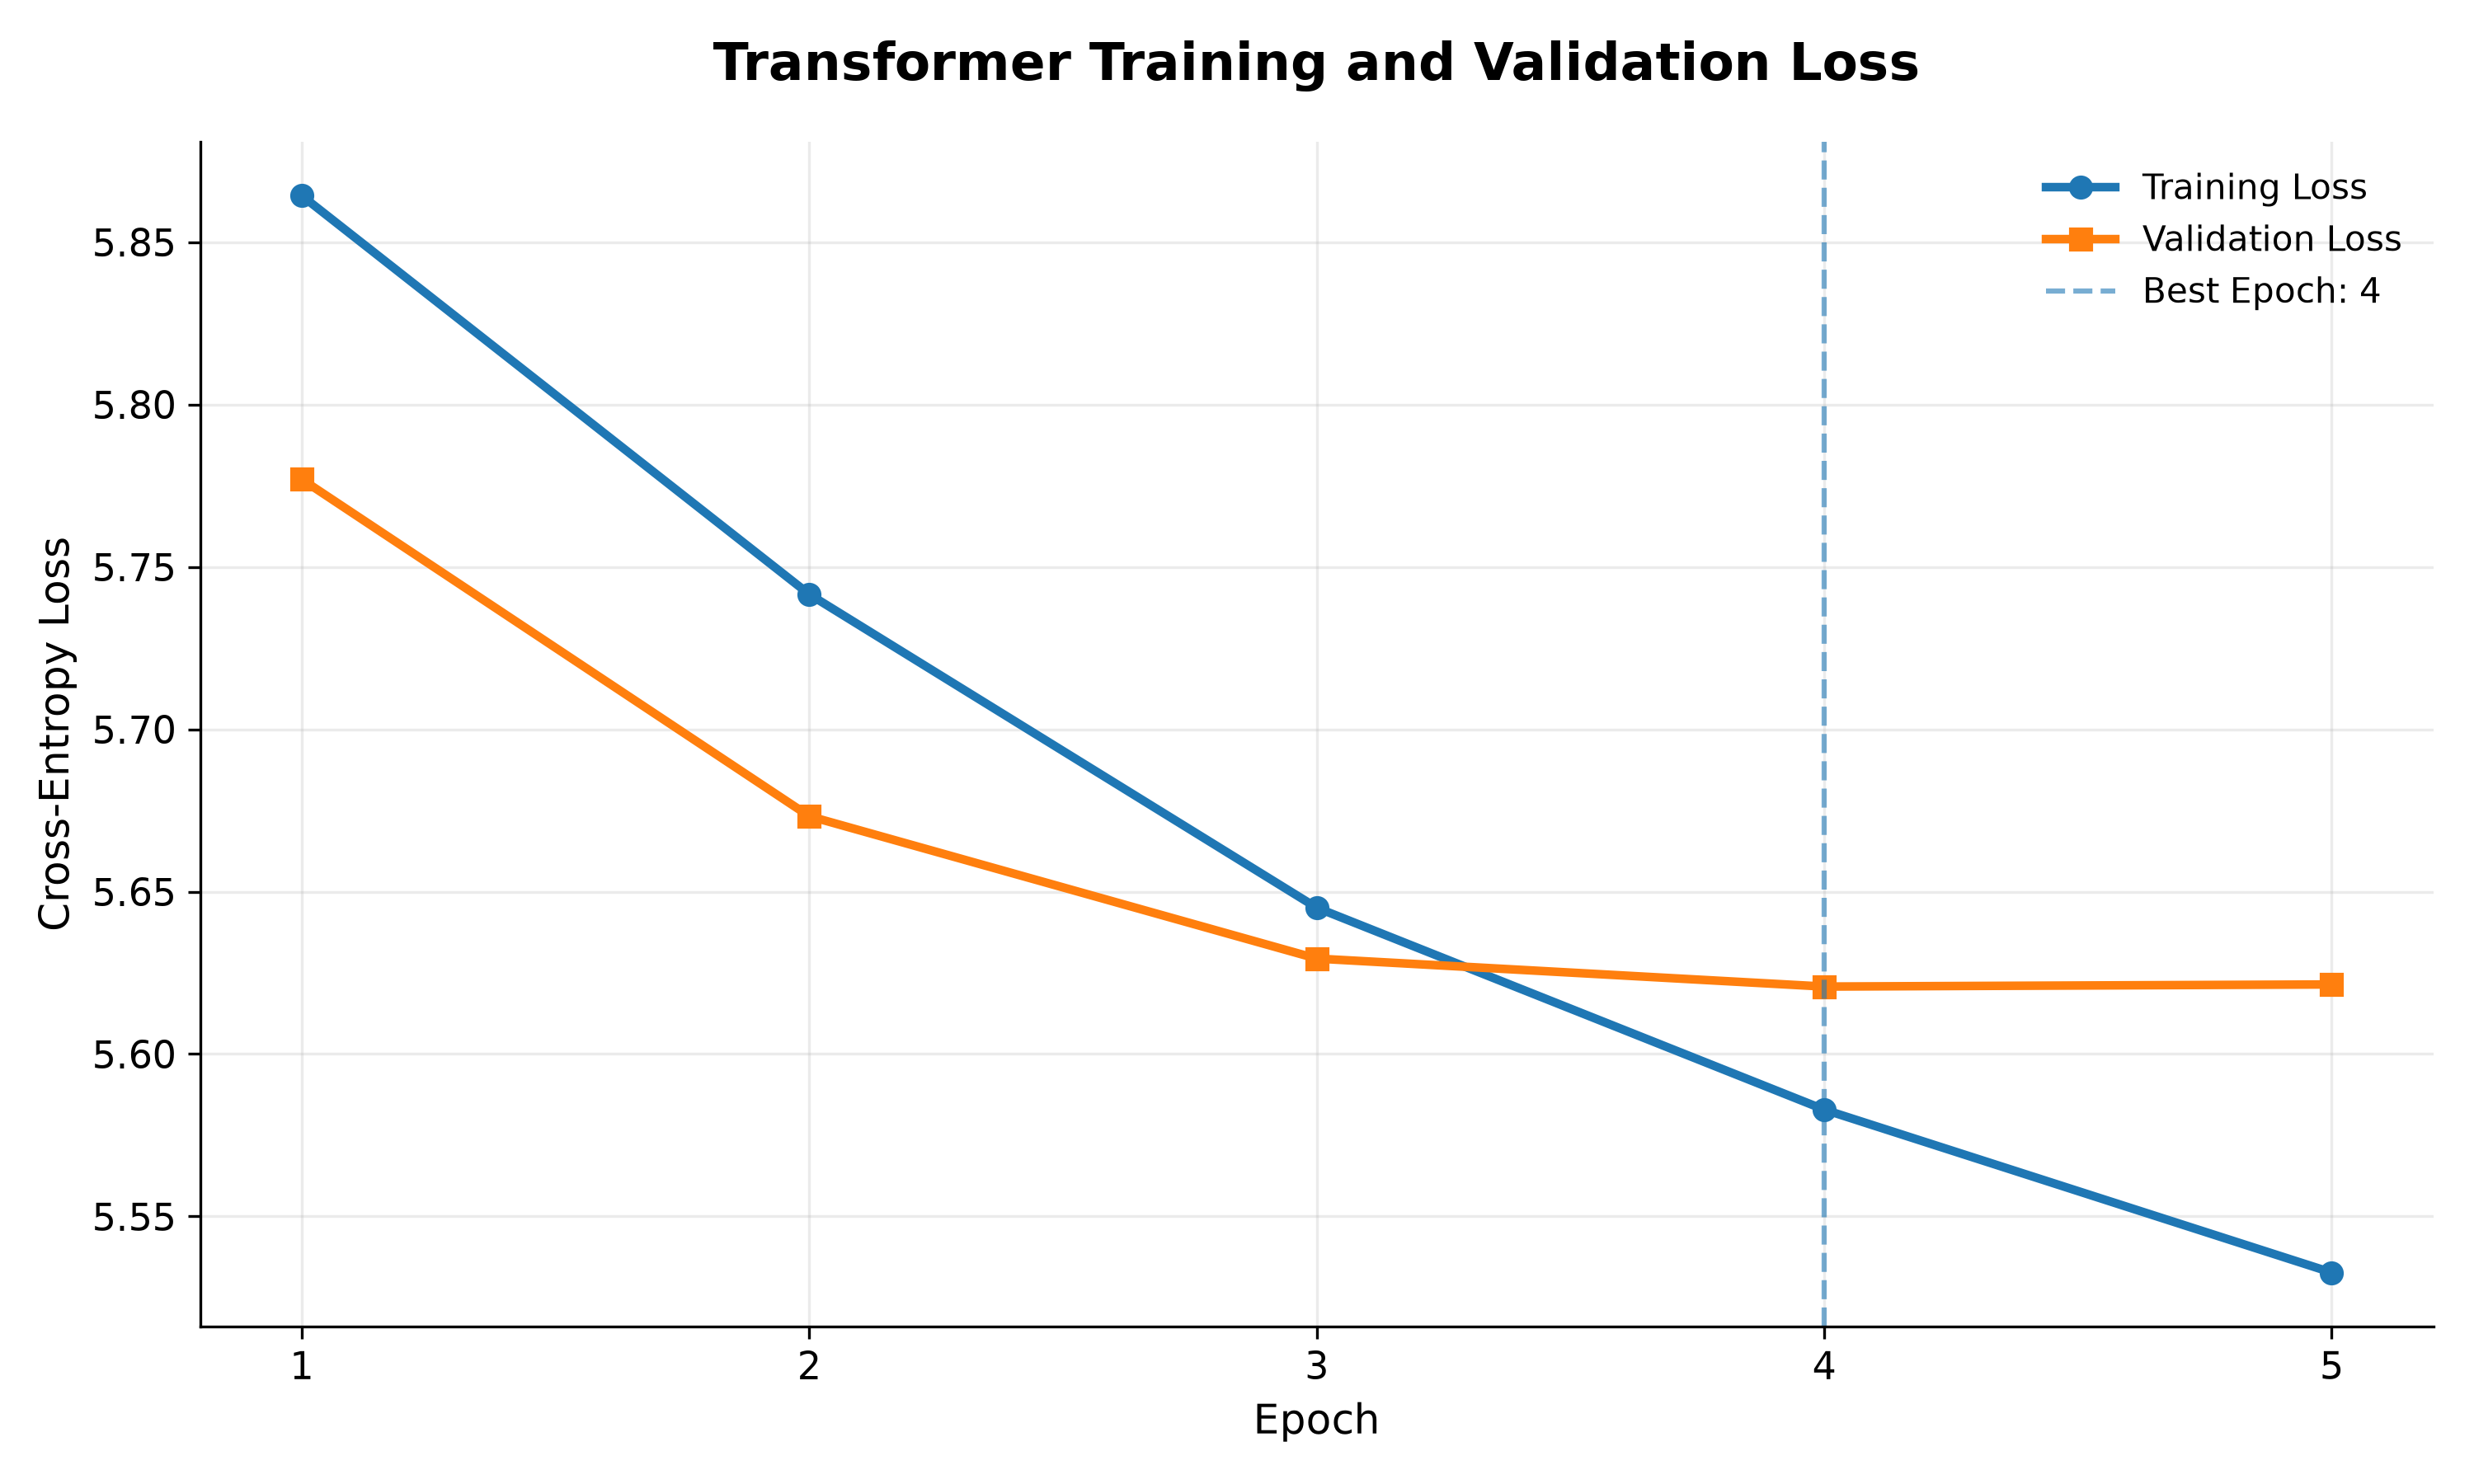 Transformer Training and Validation Loss
Training Loss
Validation Loss
Best Epoch: 4
Cross-Entropy Loss
5.85
5.80
5.75
5.70
5.65
5.60
5.55
1 2 3 4 5
Epoch